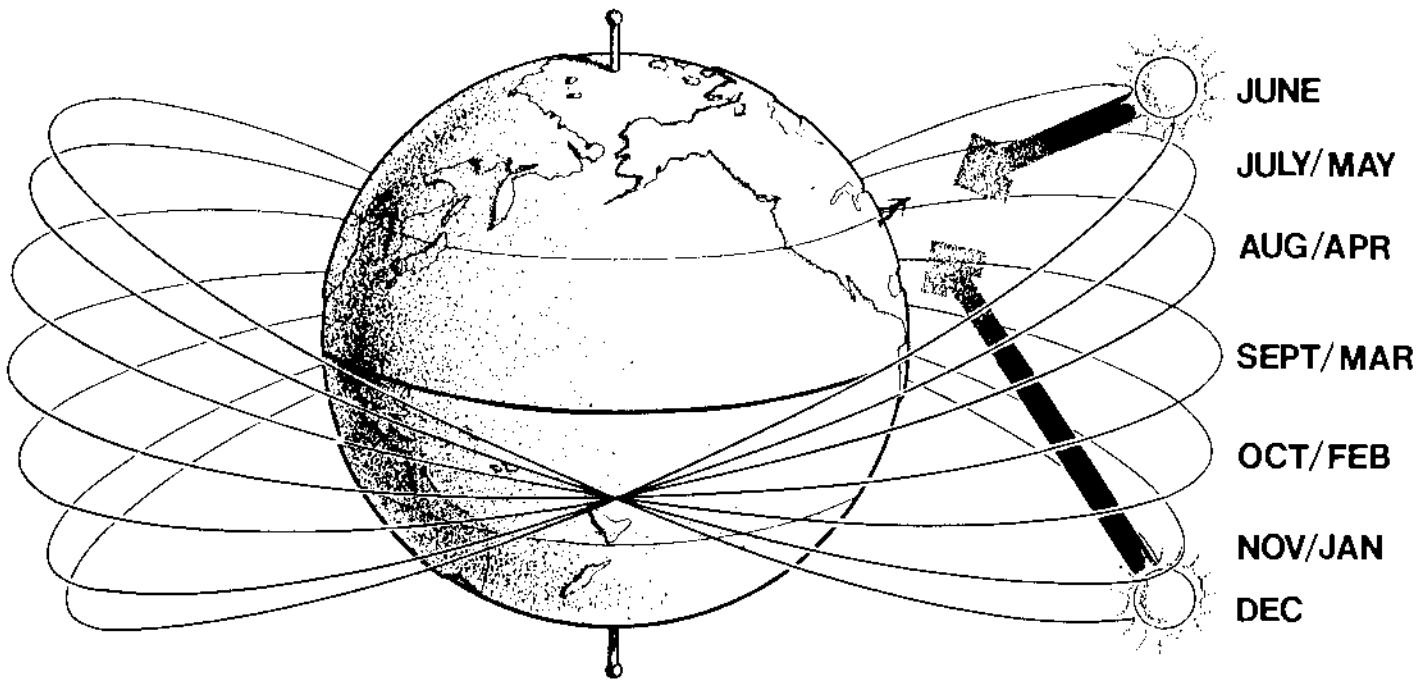 JUNE
JULY/MAY
AUG/APR
SEPT/MAR
OCT/FEB
NOV/JAN
DEC